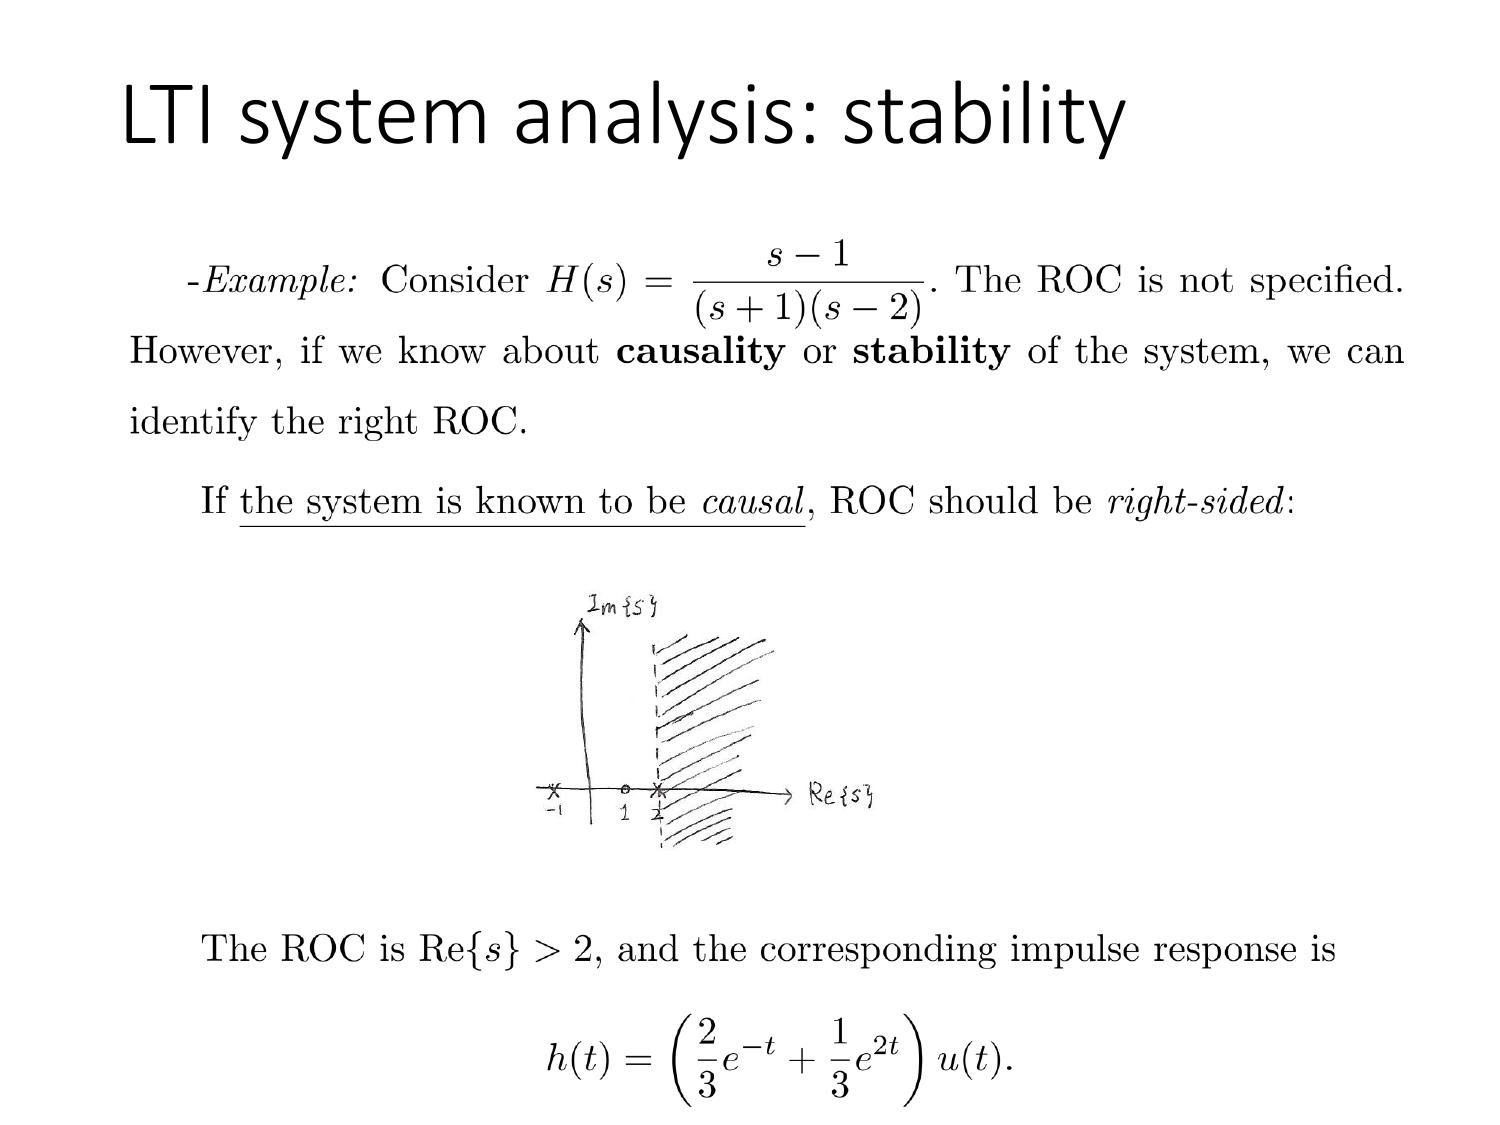 LTI system analysis: stability
-Example: Consider H(s) = \frac{s − 1}{(s + 1)(s − 2)}. The ROC is not specified.
However, if we know about causality or stability of the system, we can
identify the right ROC.
If the system is known to be causal, ROC should be right-sided:
Im{s}
Re{s}
-1 1 2
The ROC is Re{s} > 2, and the corresponding impulse response is
h(t) = \left(\frac{2}{3}e^{−t} + \frac{1}{3}e^{2t}\right) u(t).